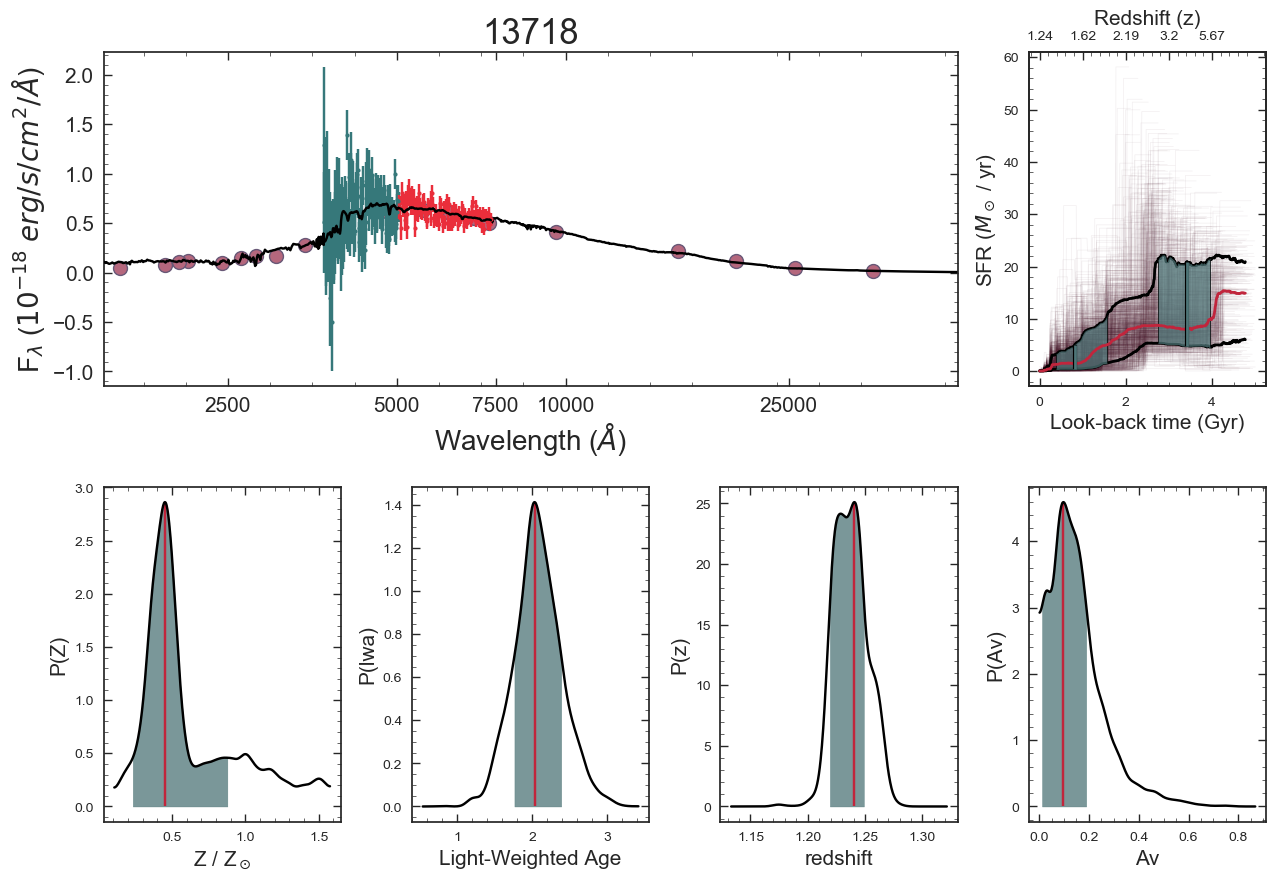 13718
F_λ (10^{-18} erg/s/cm^2/Å)
2.0
1.5
1.0
0.5
0.0
−0.5
−1.0
2500 5000 7500 10000 25000
Wavelength (Å)
Redshift (z)
1.24 1.62 2.19 3.2 5.67
SFR (M_⊙ / yr)
60
50
40
30
20
10
0
0 2 4
Look-back time (Gyr)
P(Z)
3.0
2.5
2.0
1.5
1.0
0.5
0.0
0.5 1.0 1.5
Z / Z_⊙
P(lwa)
1.4
1.2
1.0
0.8
0.6
0.4
0.2
0.0
1 2 3
Light-Weighted Age
P(z)
25
20
15
10
5
0
1.15 1.20 1.25 1.30
redshift
P(Av)
4
3
2
1
0
0.0 0.2 0.4 0.6 0.8
Av